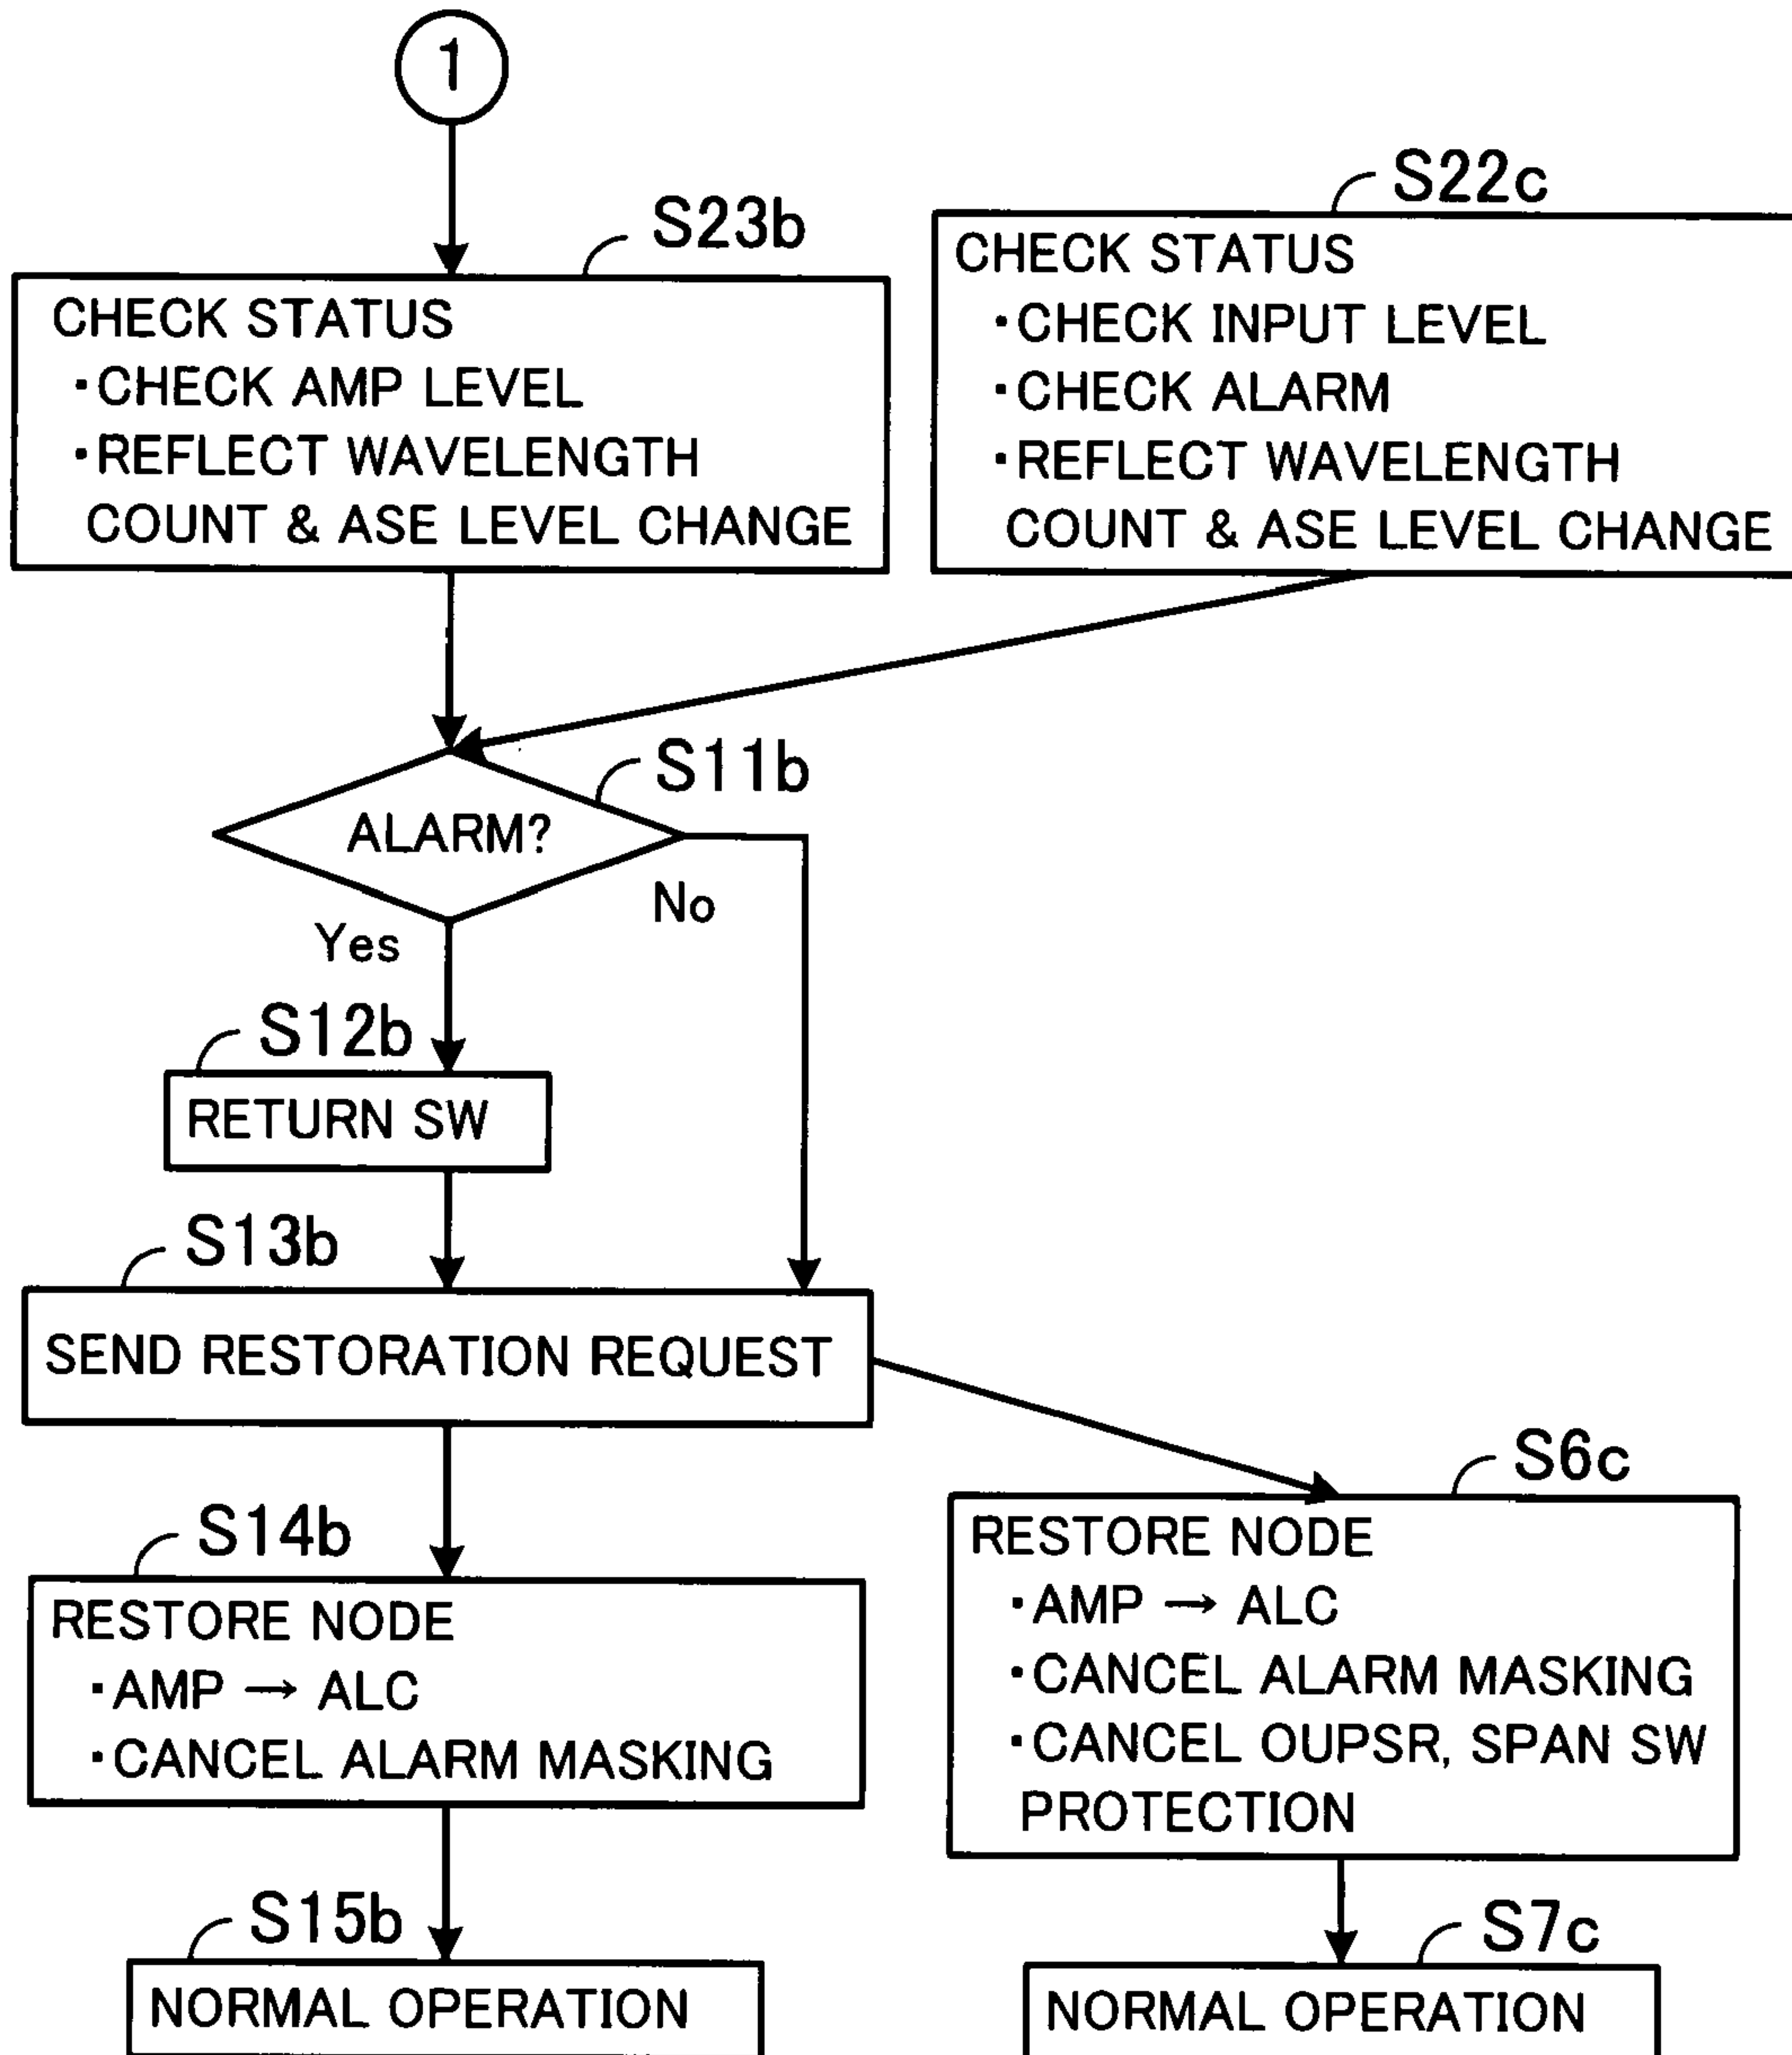 1
S23b
CHECK STATUS
・CHECK AMP LEVEL
・REFLECT WAVELENGTH
COUNT & ASE LEVEL CHANGE
S22c
CHECK STATUS
・CHECK INPUT LEVEL
・CHECK ALARM
・REFLECT WAVELENGTH
COUNT & ASE LEVEL CHANGE
S11b
ALARM?
No
Yes
S12b
RETURN SW
S13b
SEND RESTORATION REQUEST
S14b
RESTORE NODE
・AMP → ALC
・CANCEL ALARM MASKING
S6c
RESTORE NODE
・AMP → ALC
・CANCEL ALARM MASKING
・CANCEL OUPSR, SPAN SW
PROTECTION
S15b
NORMAL OPERATION
S7c
NORMAL OPERATION